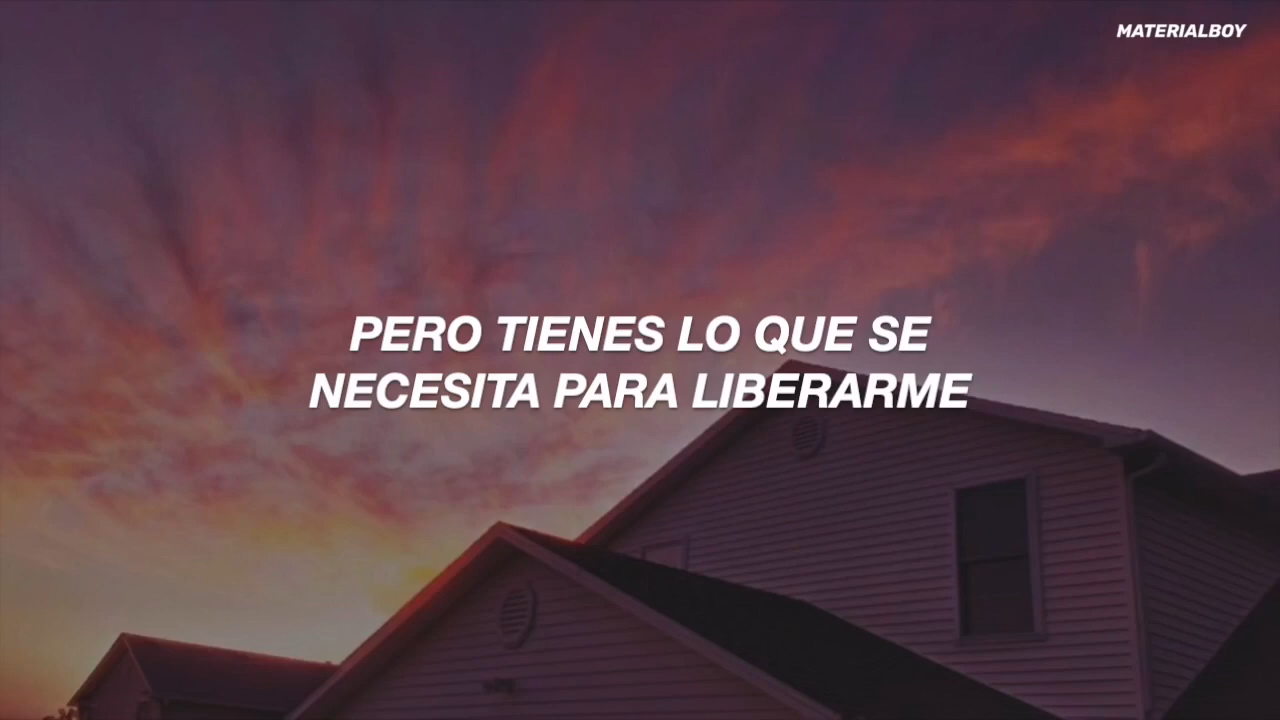 MATERIALBOY
PERO TIENES LO QUE SE
NECESITA PARA LIBERARME